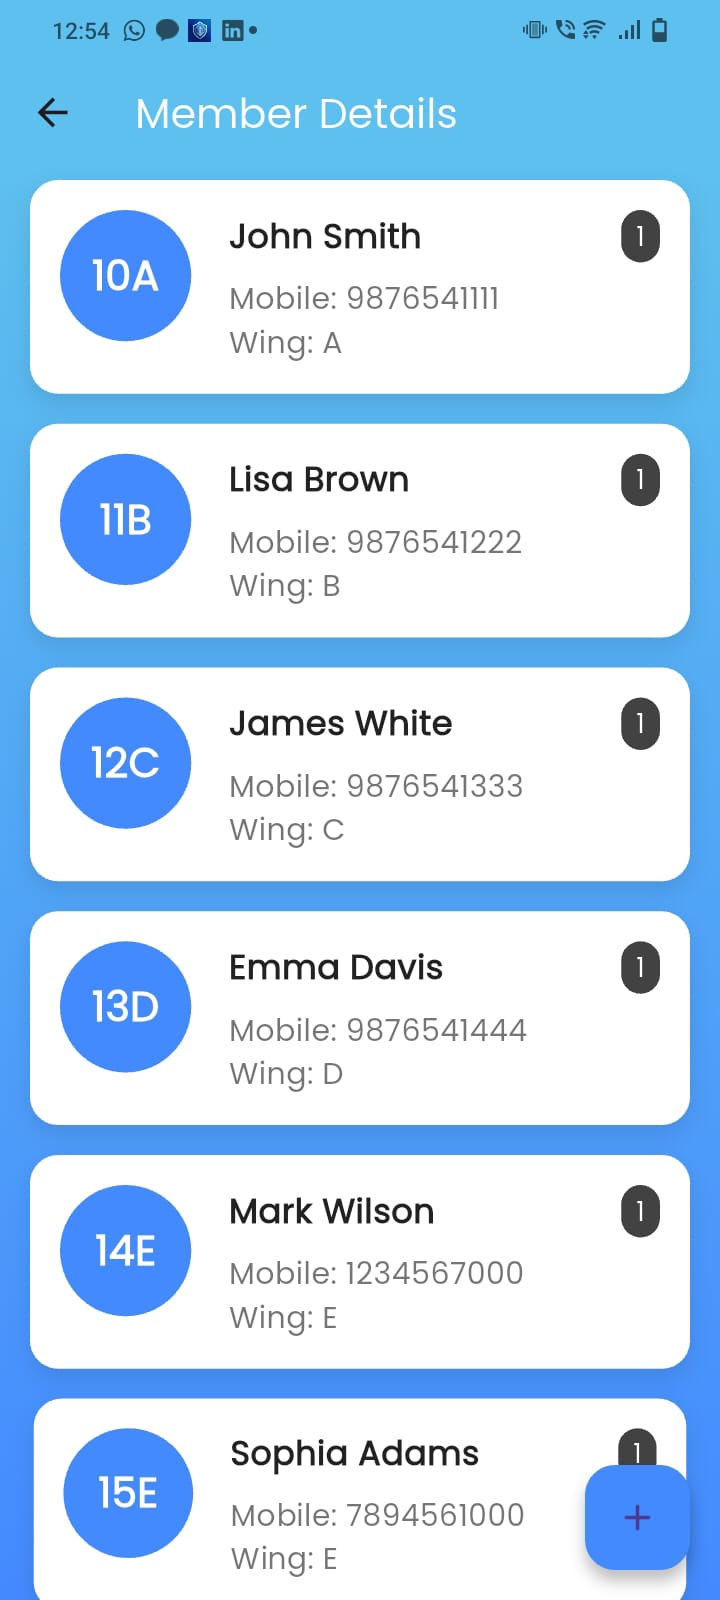 12:54
Member Details
10A
John Smith
1
Mobile: 9876541111
Wing: A
11B
Lisa Brown
1
Mobile: 9876541222
Wing: B
12C
James White
1
Mobile: 9876541333
Wing: C
13D
Emma Davis
1
Mobile: 9876541444
Wing: D
14E
Mark Wilson
1
Mobile: 1234567000
Wing: E
15E
Sophia Adams
1
Mobile: 7894561000
Wing: E
+